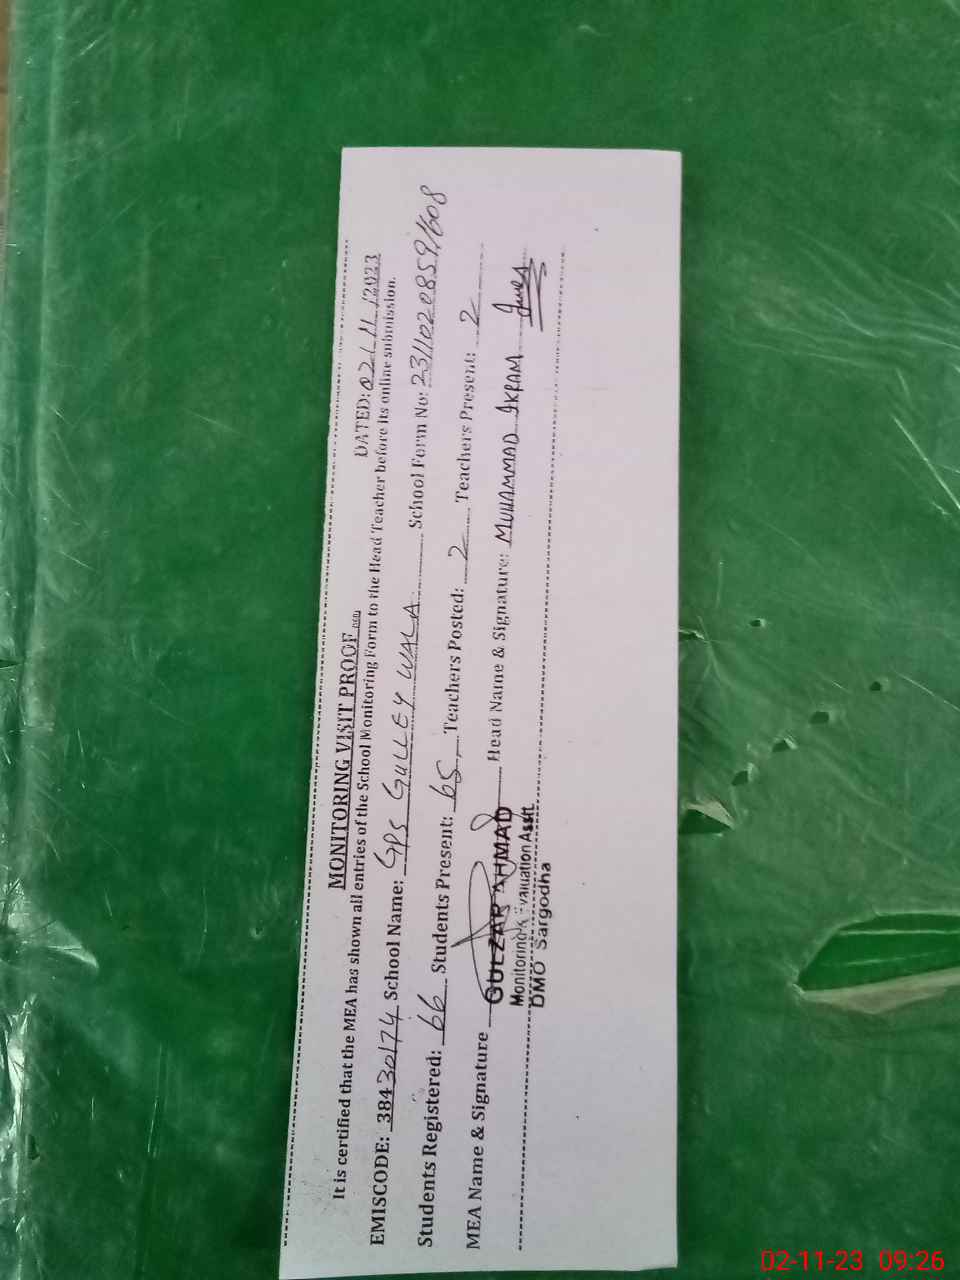 MONITORING VISIT PROOF
DATED: 02/11/2023
It is certified that the MEA has shown all entries of the School Monitoring Form to the Head Teacher before its online submission.
EMISCODE: 38430174 School Name: GPS GULLEY WALA School Form No: 23110208591608
Students Registered: 66 Students Present: 65 Teachers Posted: 2 Teachers Present: 2
MEA Name & Signature GULZAR AHMAD Head Name & Signature: MUHAMMAD IKRAM
Monitoring & Evaluation Asstt
DMO Sargodha
02-11-23 09:26